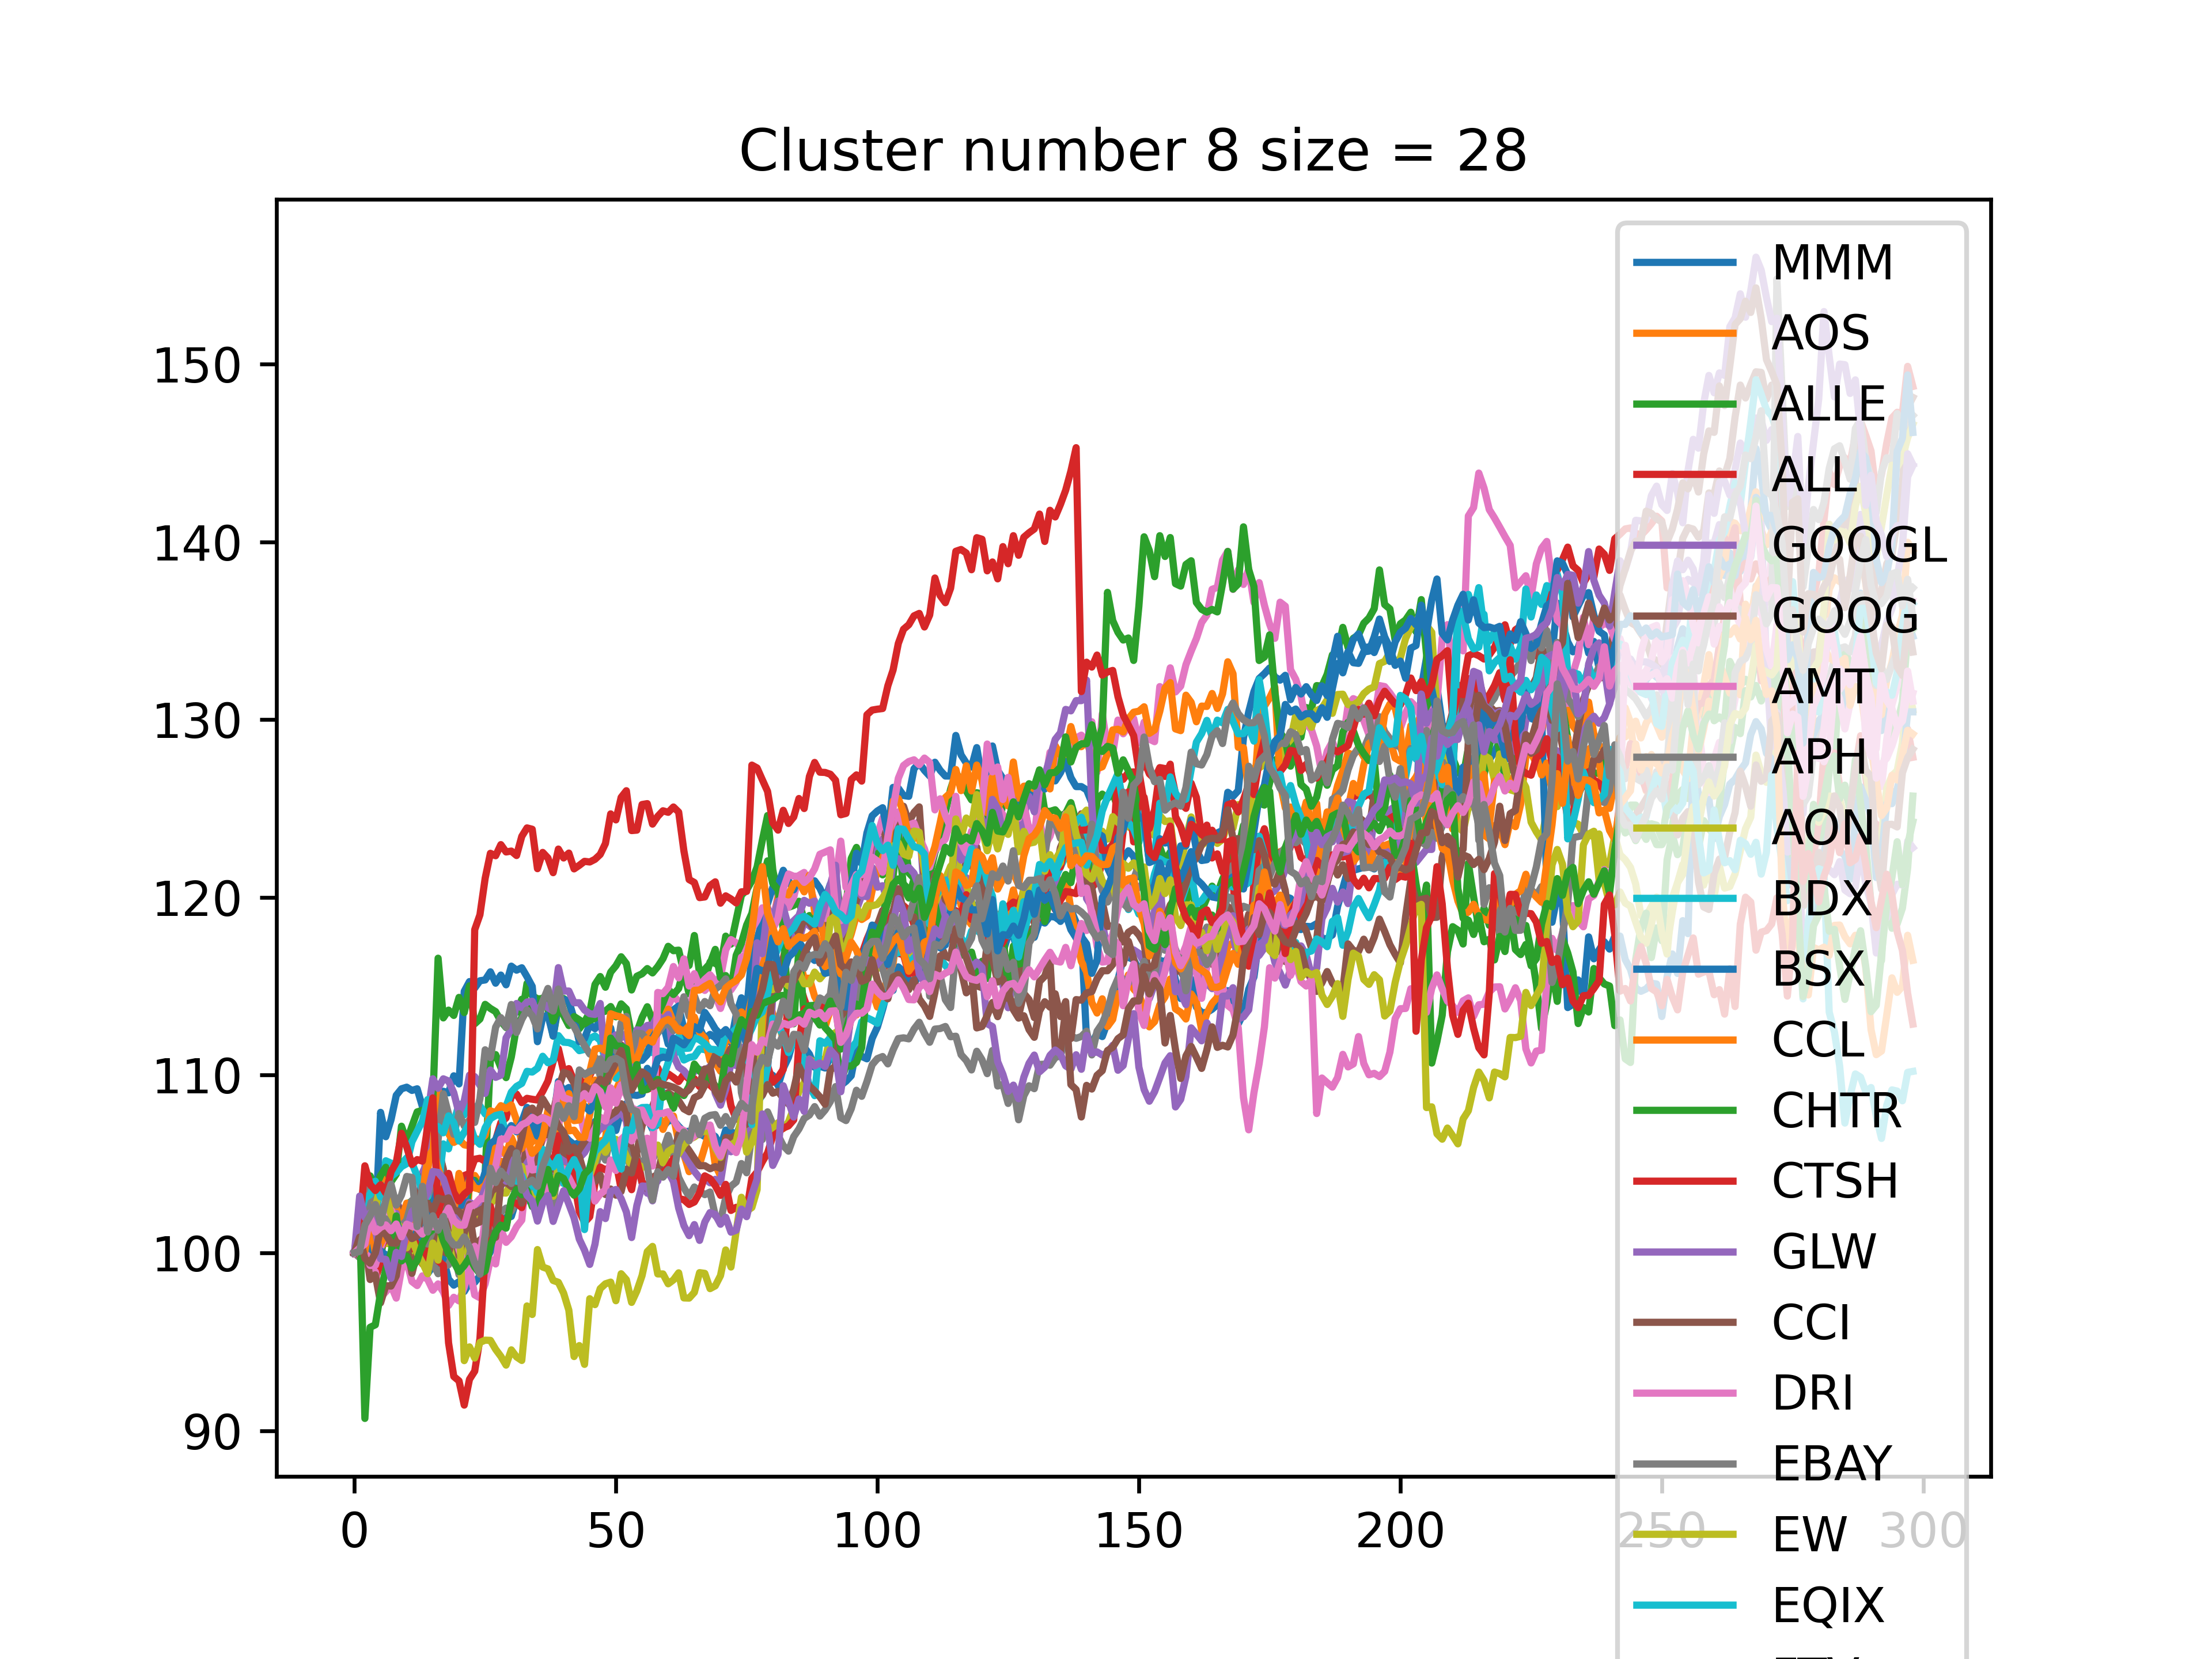 Cluster number 8 size = 28
150
140
130
120
110
100
90
0 50 100 150 200 250 300
MMM
AOS
ALLE
ALL
GOOGL
GOOG
AMT
APH
AON
BDX
BSX
CCL
CHTR
CTSH
GLW
CCI
DRI
EBAY
EW
EQIX